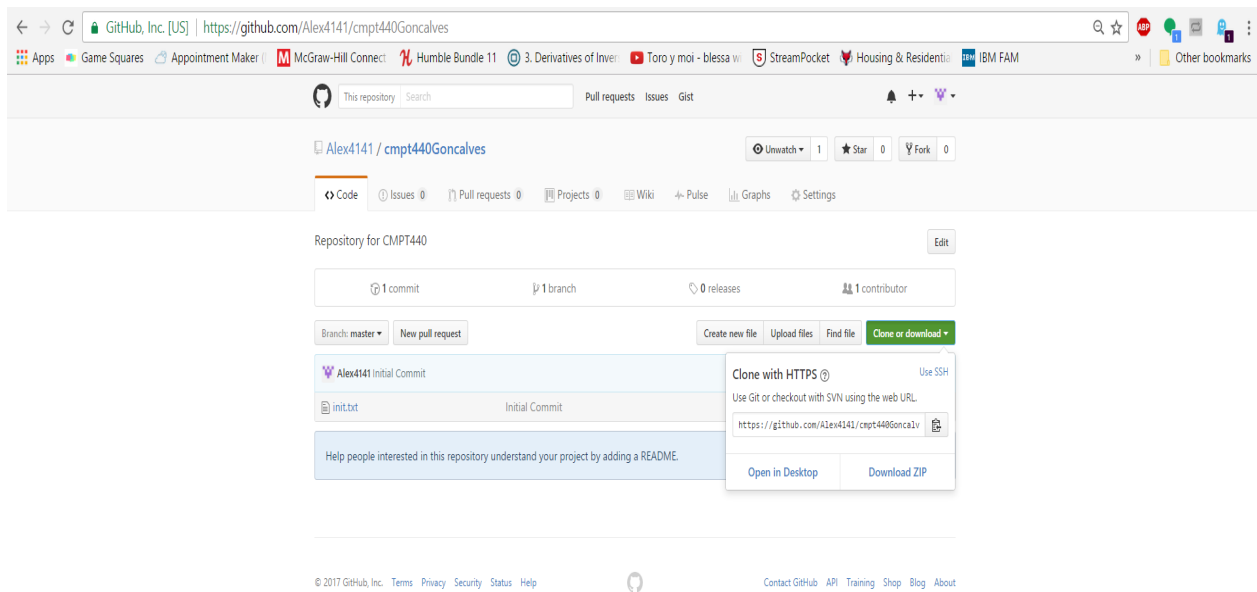 GitHub, Inc. [US] | https://github.com/Alex4141/cmpt440Goncalves ABP 1 1
Apps Game Squares Appointment Maker McGraw-Hill Connect Humble Bundle 11 3. Derivatives of Inver Toro y moi - blessa StreamPocket Housing & Residentia IBM FAM » Other bookmarks
This repository Search Pull requests Issues Gist
Alex4141 / cmpt440Goncalves Unwatch 1 Star 0 Fork 0
Code Issues 0 Pull requests 0 Projects 0 Wiki Pulse Graphs Settings
Repository for CMPT440 Edit
1 commit 1 branch 0 releases 1 contributor
Branch: master New pull request Create new file Upload files Find file Clone or download
Alex4141 Initial Commit
init.txt Initial Commit
Help people interested in this repository understand your project by adding a README.
Clone with HTTPS Use SSH
Use Git or checkout with SVN using the web URL.
https://github.com/Alex4141/cmpt440Goncalv
Open in Desktop Download ZIP
© 2017 GitHub, Inc. Terms Privacy Security Status Help Contact GitHub API Training Shop Blog About